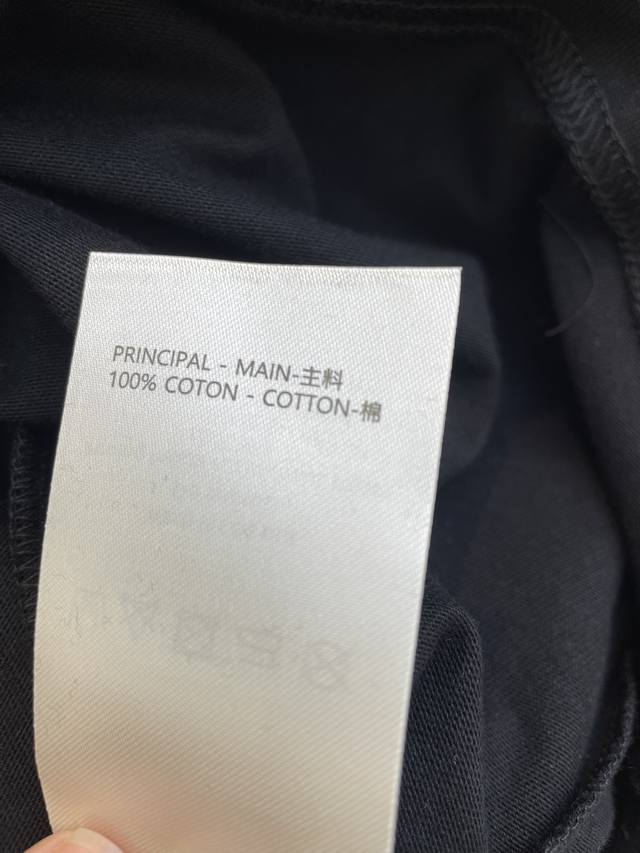 PRINCIPAL - MAIN-主料
100% COTON - COTTON-棉